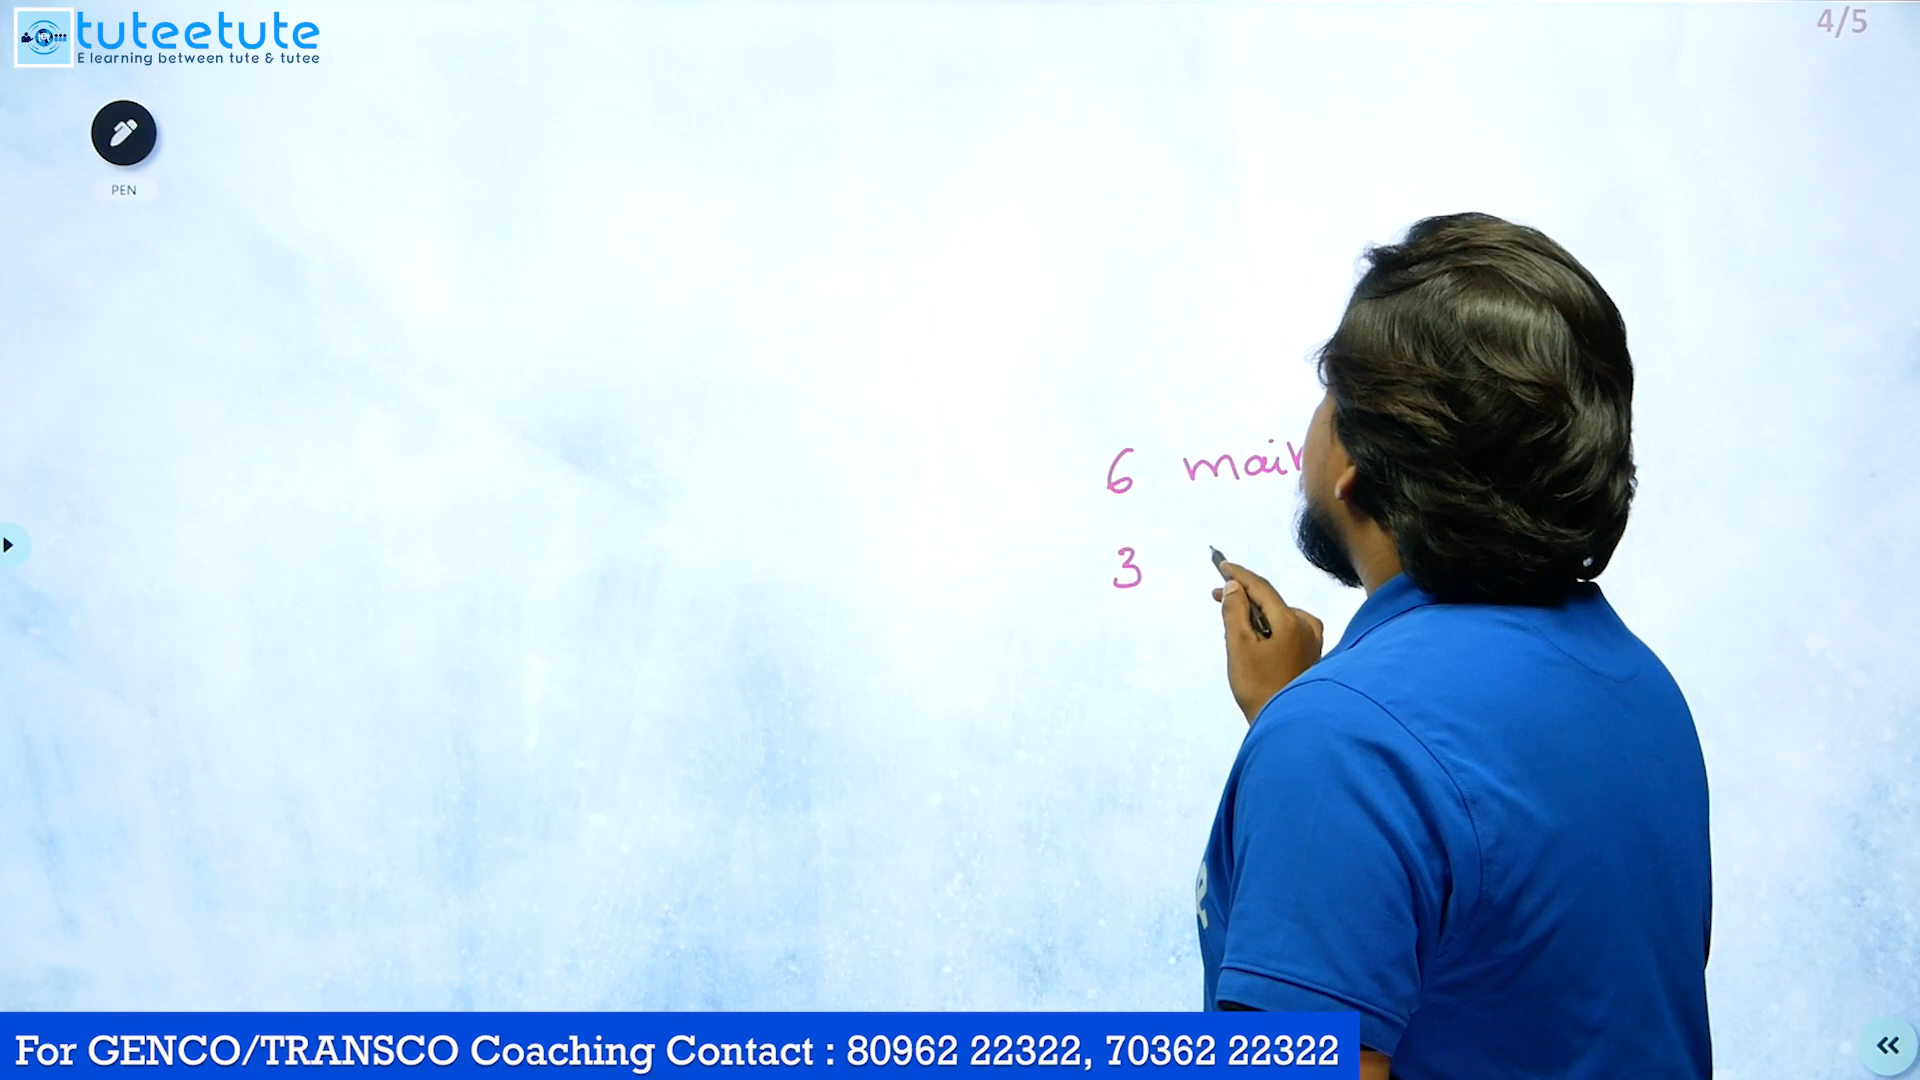 tuteetute
E learning between tute & tutee
4/5
PEN
6
3
For GENCO/TRANSCO Coaching Contact : 80962 22322, 70362 22322